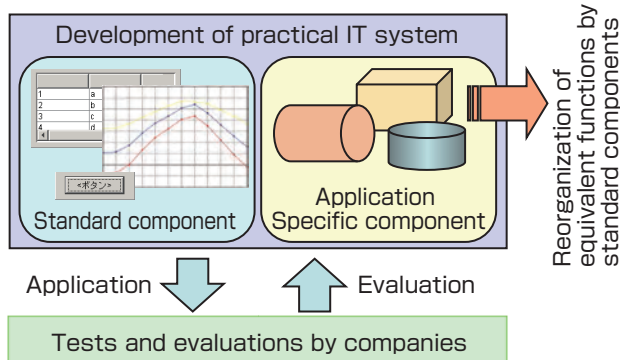 Development of practical IT system
1 a
2 b
3 c
4 d
<ボタン>
Standard component
Application
Specific component
Reorganization of
equivalent functions by
standard components
Application
Evaluation
Tests and evaluations by companies